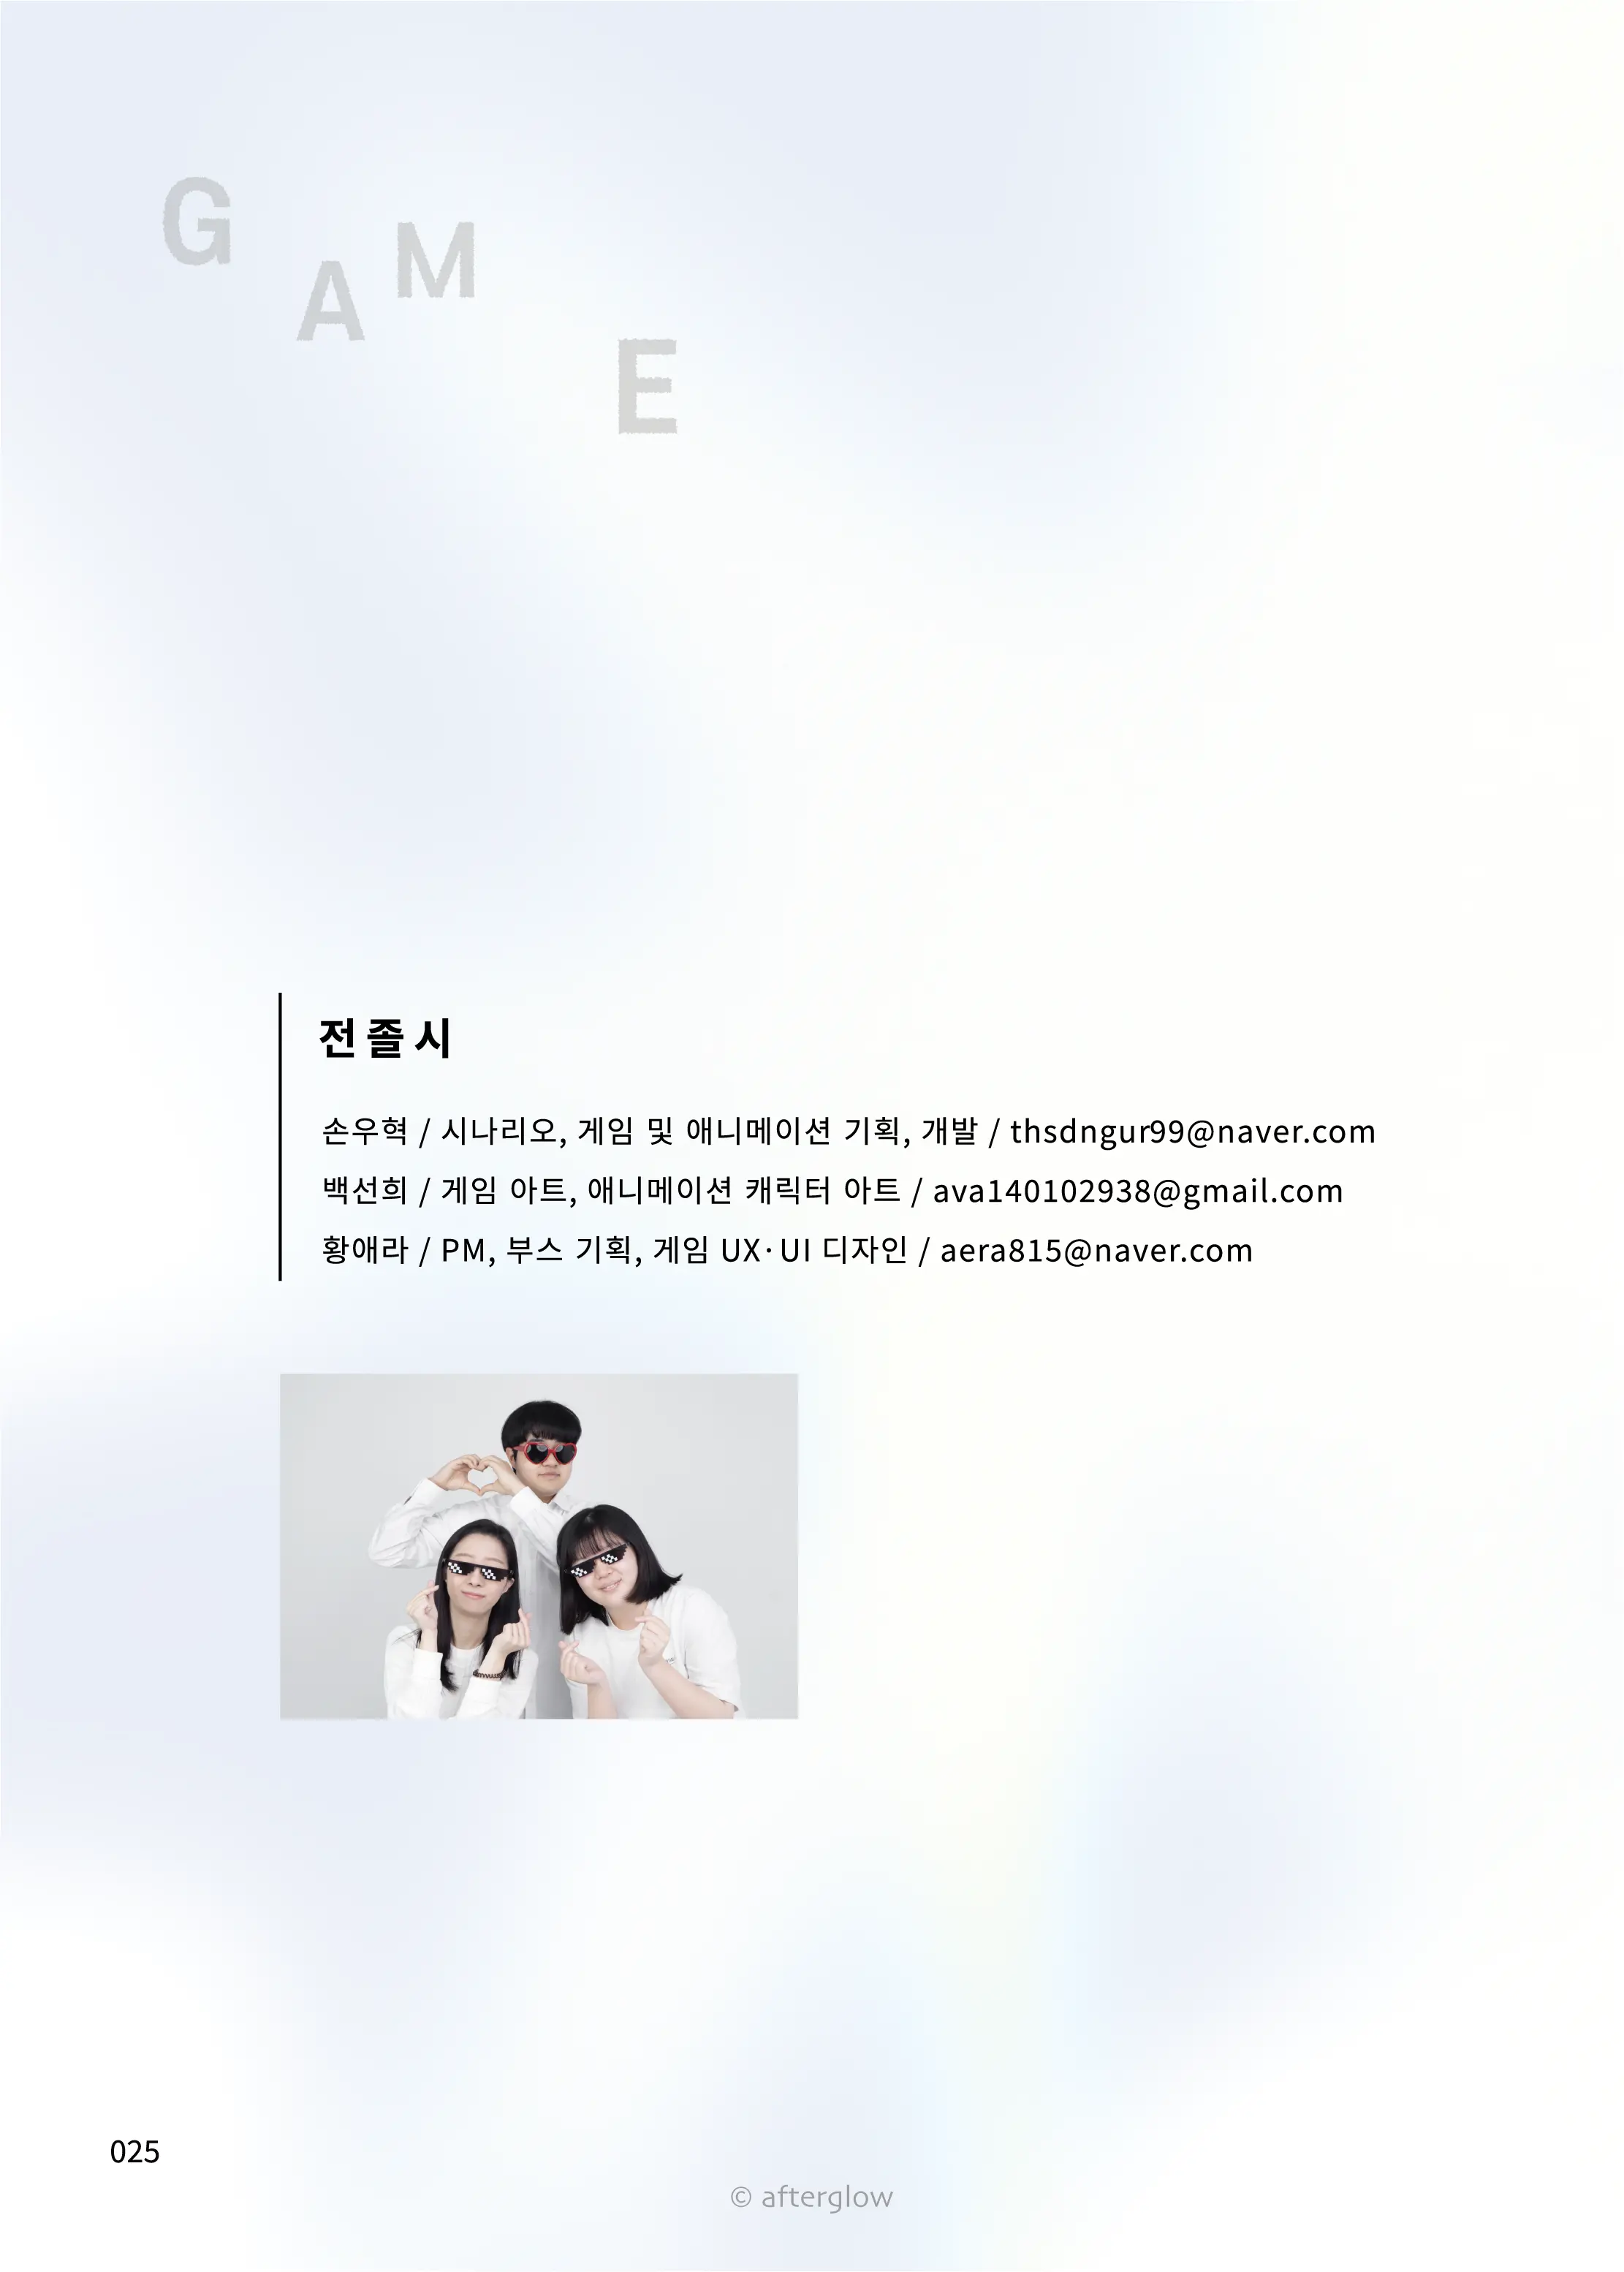 G A M E
전졸시
손우혁 / 시나리오, 게임 및 애니메이션 기획, 개발 / thsdngur99@naver.com
백선희 / 게임 아트, 애니메이션 캐릭터 아트 / ava140102938@gmail.com
황애라 / PM, 부스 기획, 게임 UX·UI 디자인 / aera815@naver.com
025
© afterglow